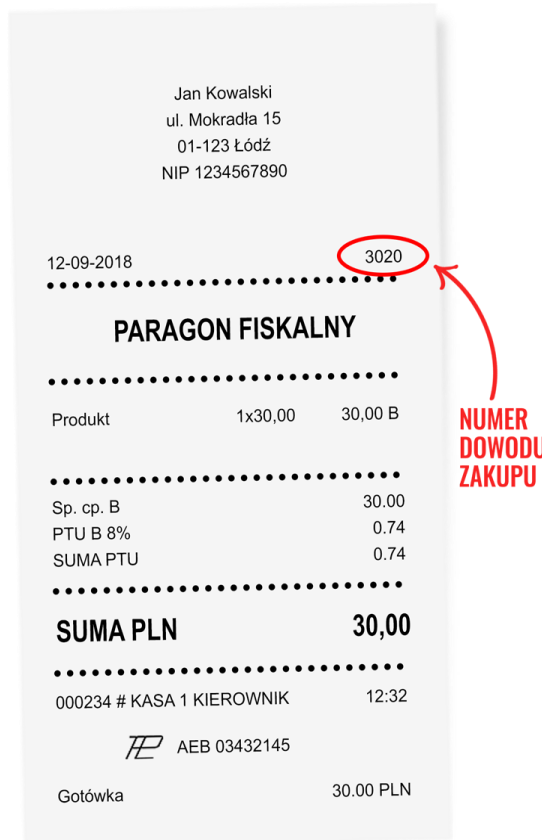 Jan Kowalski
ul. Mokradła 15
01-123 Łódź
NIP 1234567890
12-09-2018 3020
PARAGON FISKALNY
Produkt 1x30,00 30,00 B
Sp. cp. B 30.00
PTU B 8% 0.74
SUMA PTU 0.74
SUMA PLN 30,00
000234 # KASA 1 KIEROWNIK 12:32
AEB 03432145
Gotówka 30.00 PLN
NUMER
DOWODU
ZAKUPU